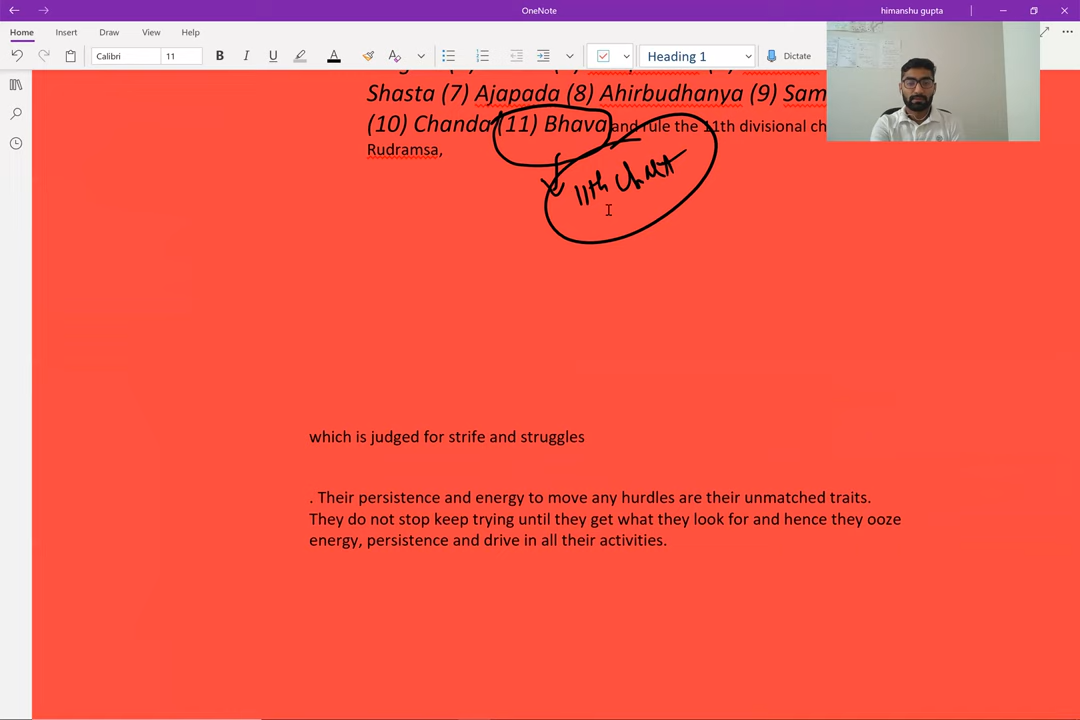 OneNote
himanshu gupta
Home Insert Draw View Help
Calibri 11 B I U A Heading 1 Dictate
Shasta (7) Ajapada (8) Ahirbudhanya (9) Sam
(10) Chanda (11) Bhava and rule the 11th divisional ch
Rudramsa,
11th chart
which is judged for strife and struggles
. Their persistence and energy to move any hurdles are their unmatched traits.
They do not stop keep trying until they get what they look for and hence they ooze
energy, persistence and drive in all their activities.